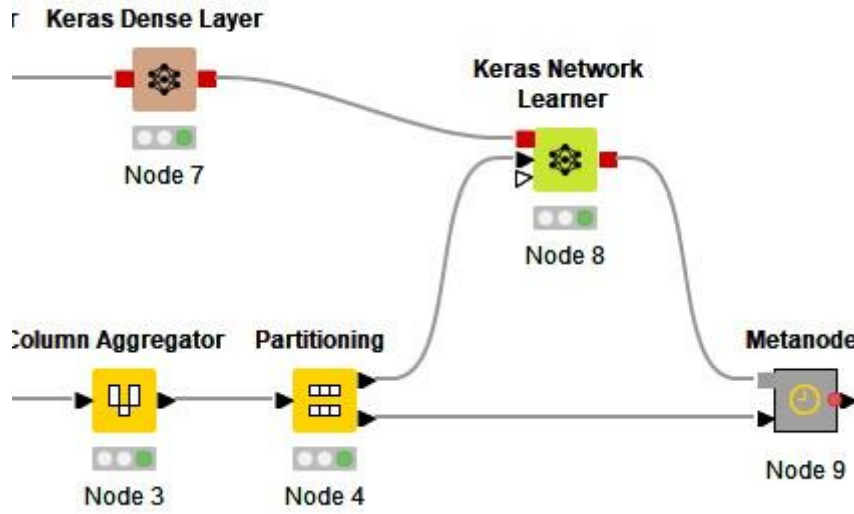 r Keras Dense Layer
Keras Network
Learner
Node 7
Node 8
Column Aggregator
Partitioning
Metanode
Node 3
Node 4
Node 9